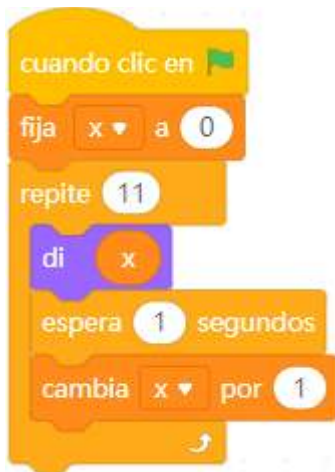 cuando clic en
fija x a 0
repite 11
di x
espera 1 segundos
cambia x por 1